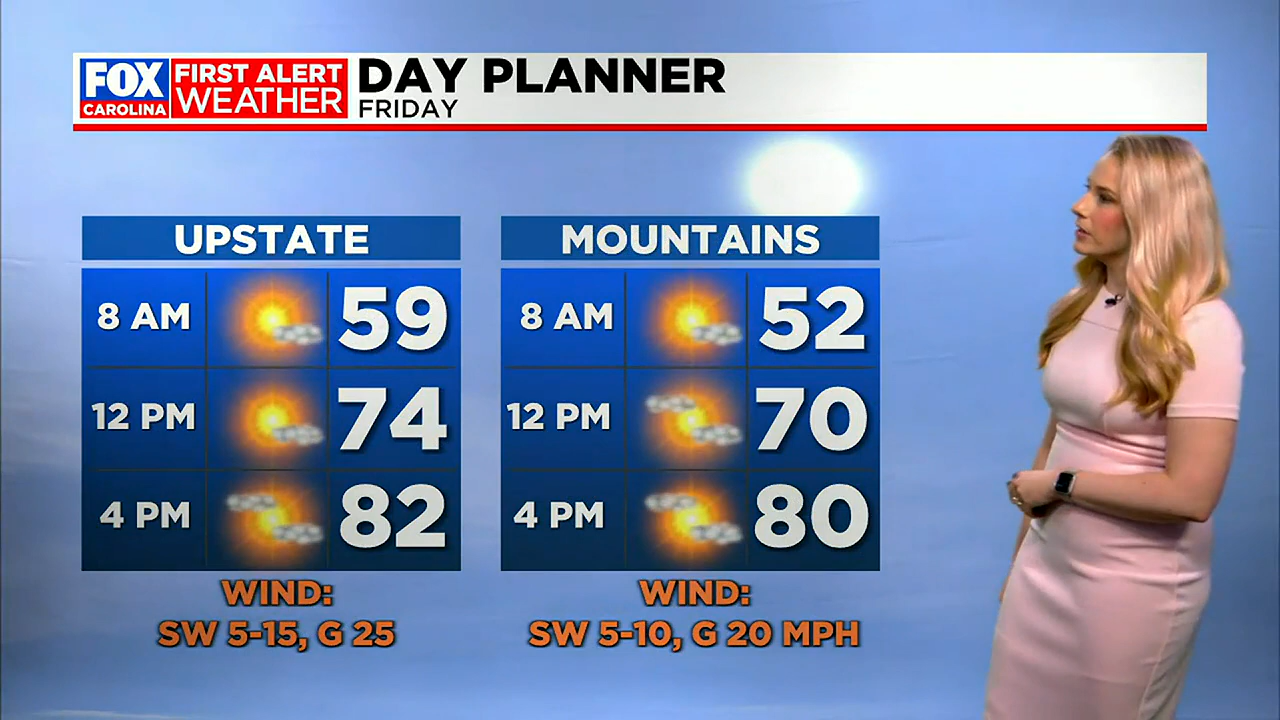 FOX CAROLINA FIRST ALERT WEATHER DAY PLANNER
FRIDAY
UPSTATE
8 AM 59
12 PM 74
4 PM 82
WIND:
SW 5-15, G 25
MOUNTAINS
8 AM 52
12 PM 70
4 PM 80
WIND:
SW 5-10, G 20 MPH